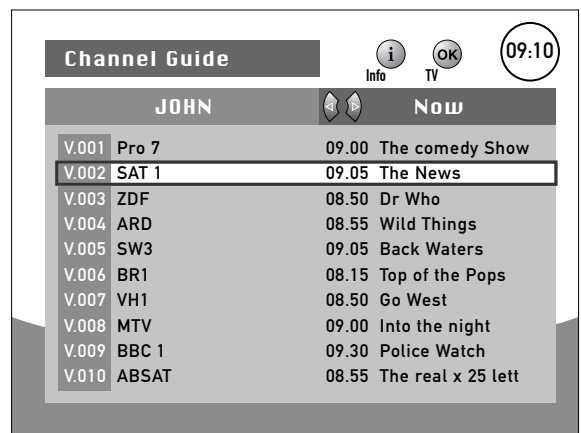 Channel Guide
i
Info
OK
TV
09:10
JOHN Now
V.001 Pro 7 09.00 The comedy Show
V.002 SAT 1 09.05 The News
V.003 ZDF 08.50 Dr Who
V.004 ARD 08.55 Wild Things
V.005 SW3 09.05 Back Waters
V.006 BR1 08.15 Top of the Pops
V.007 VH1 08.50 Go West
V.008 MTV 09.00 Into the night
V.009 BBC 1 09.30 Police Watch
V.010 ABSAT 08.55 The real x 25 lett